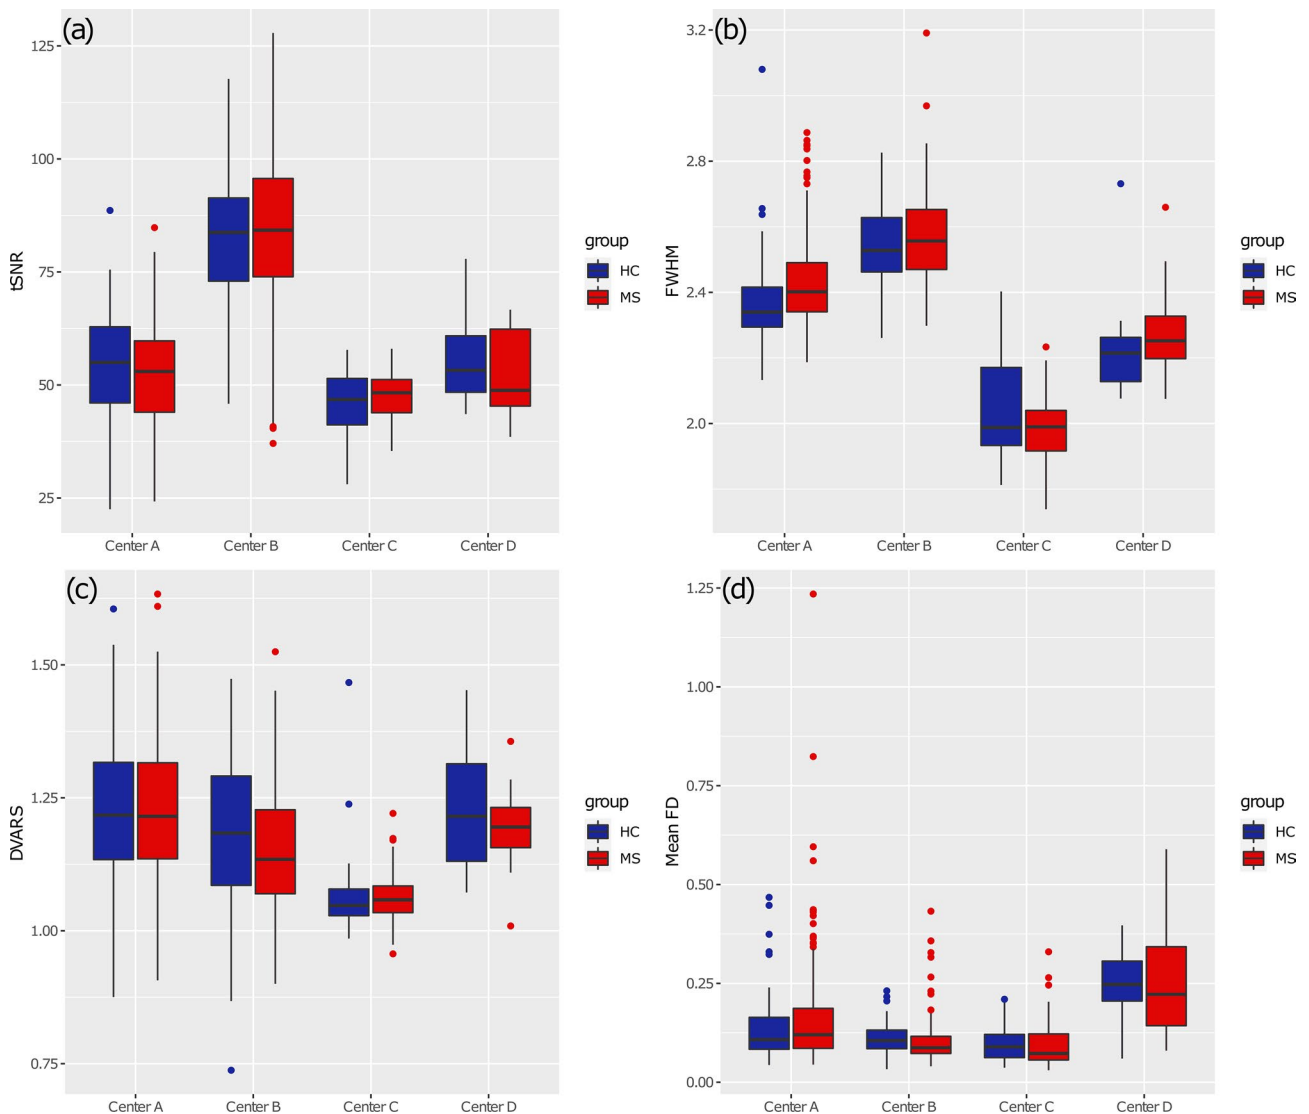 (a)
125
100
75
50
25
tSNR
Center A Center B Center C Center D
group
HC
MS
(b)
3.2
2.8
2.4
2.0
FWHM
Center A Center B Center C Center D
group
HC
MS
(c)
1.50
1.25
1.00
0.75
DVARS
Center A Center B Center C Center D
group
HC
MS
(d)
1.25
1.00
0.75
0.50
0.25
0.00
Mean FD
Center A Center B Center C Center D
group
HC
MS